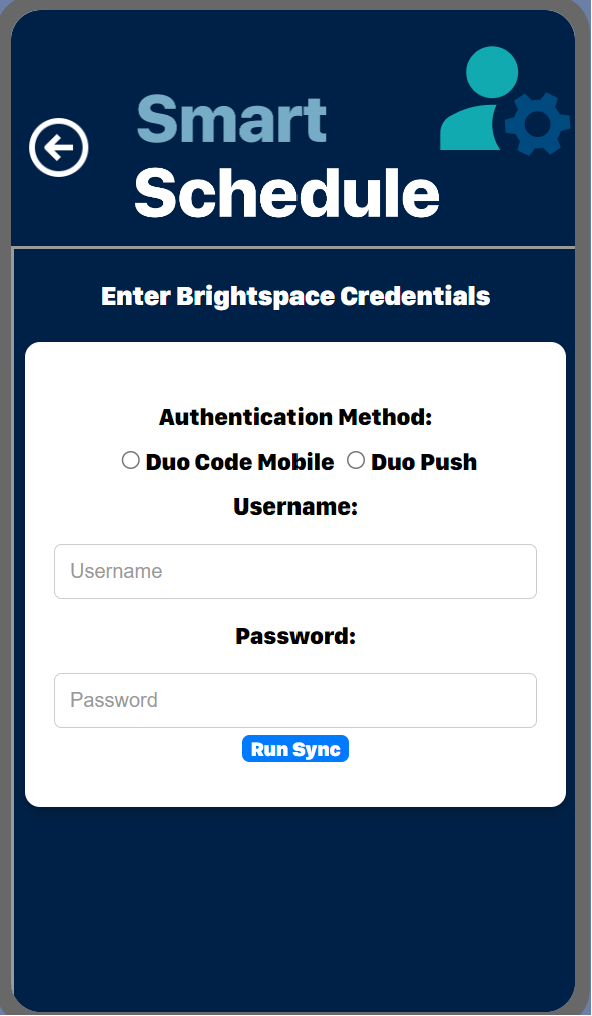 Smart
Schedule
Enter Brightspace Credentials
Authentication Method:
Duo Code Mobile Duo Push
Username:
Username
Password:
Password
Run Sync